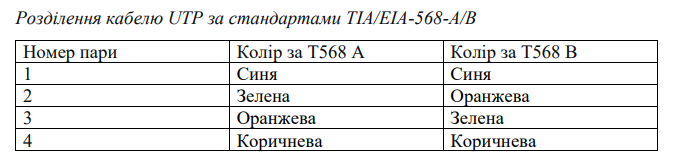 Розділення кабелю UTP за стандартами TIA/EIA-568-A/B
Номер пари Колір за T568 A Колір за T568 B
1 Синя Синя
2 Зелена Оранжева
3 Оранжева Зелена
4 Коричнева Коричнева